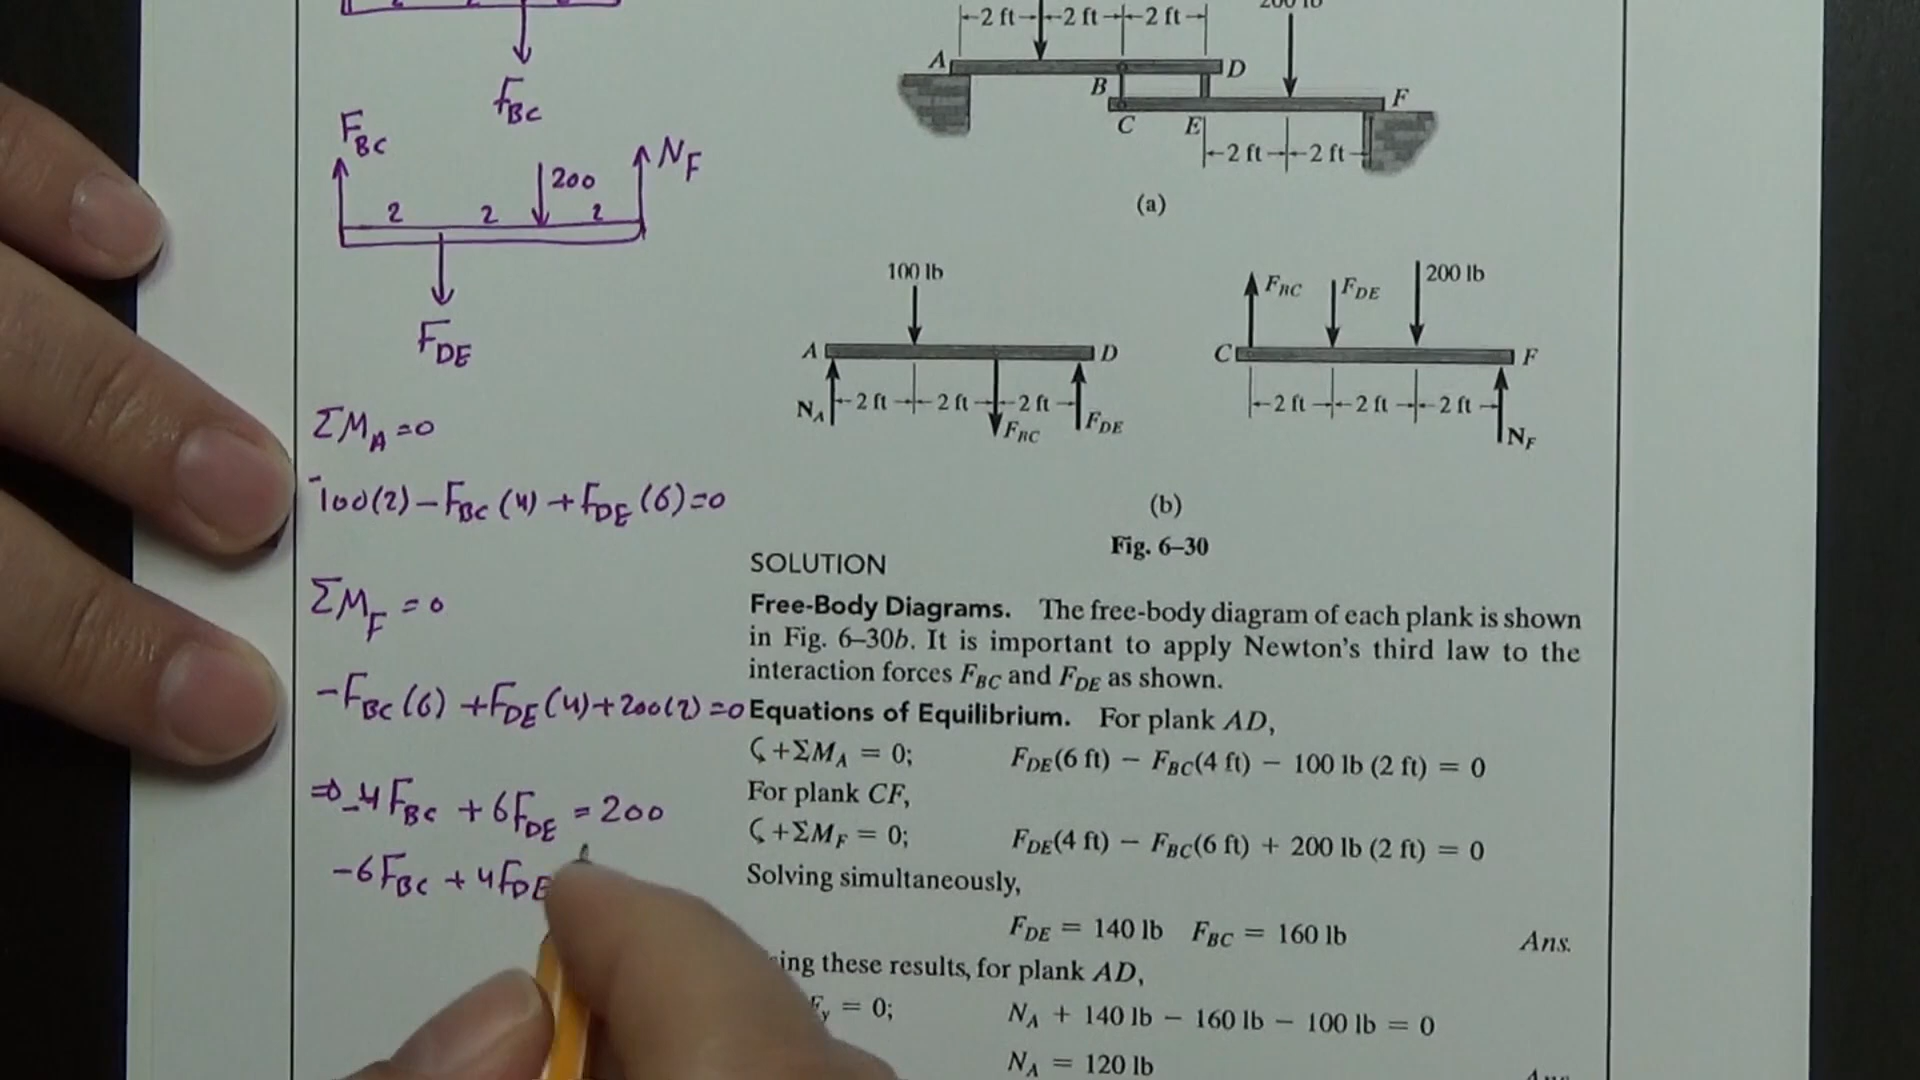 2 2
F_BC
F_BC
N_F
200
2 2 2
F_DE
ΣM_A = 0
-100(2) - F_BC (4) + F_DE (6) = 0
ΣM_F = 0
-F_BC (6) + F_DE (4) + 200(2) = 0
⇒ -4F_BC + 6F_DE = 200
-6F_BC + 4F_DE
2 ft 2 ft 2 ft
A
B
D
C
E
F
2 ft 2 ft
(a)
100 lb
A D
N_A 2 ft 2 ft 2 ft
F_BC F_DE
F_BC F_DE 200 lb
C F
2 ft 2 ft 2 ft
N_F
(b)
Fig. 6–30
SOLUTION
Free-Body Diagrams. The free-body diagram of each plank is shown
in Fig. 6–30b. It is important to apply Newton's third law to the
interaction forces F_BC and F_DE as shown.
Equations of Equilibrium. For plank AD,
↺+ΣM_A = 0; F_DE(6 ft) − F_BC(4 ft) − 100 lb (2 ft) = 0
For plank CF,
↺+ΣM_F = 0; F_DE(4 ft) − F_BC(6 ft) + 200 lb (2 ft) = 0
Solving simultaneously,
F_DE = 140 lb F_BC = 160 lb Ans.
these results, for plank AD,
F_y = 0; N_A + 140 lb − 160 lb − 100 lb = 0
N_A = 120 lb